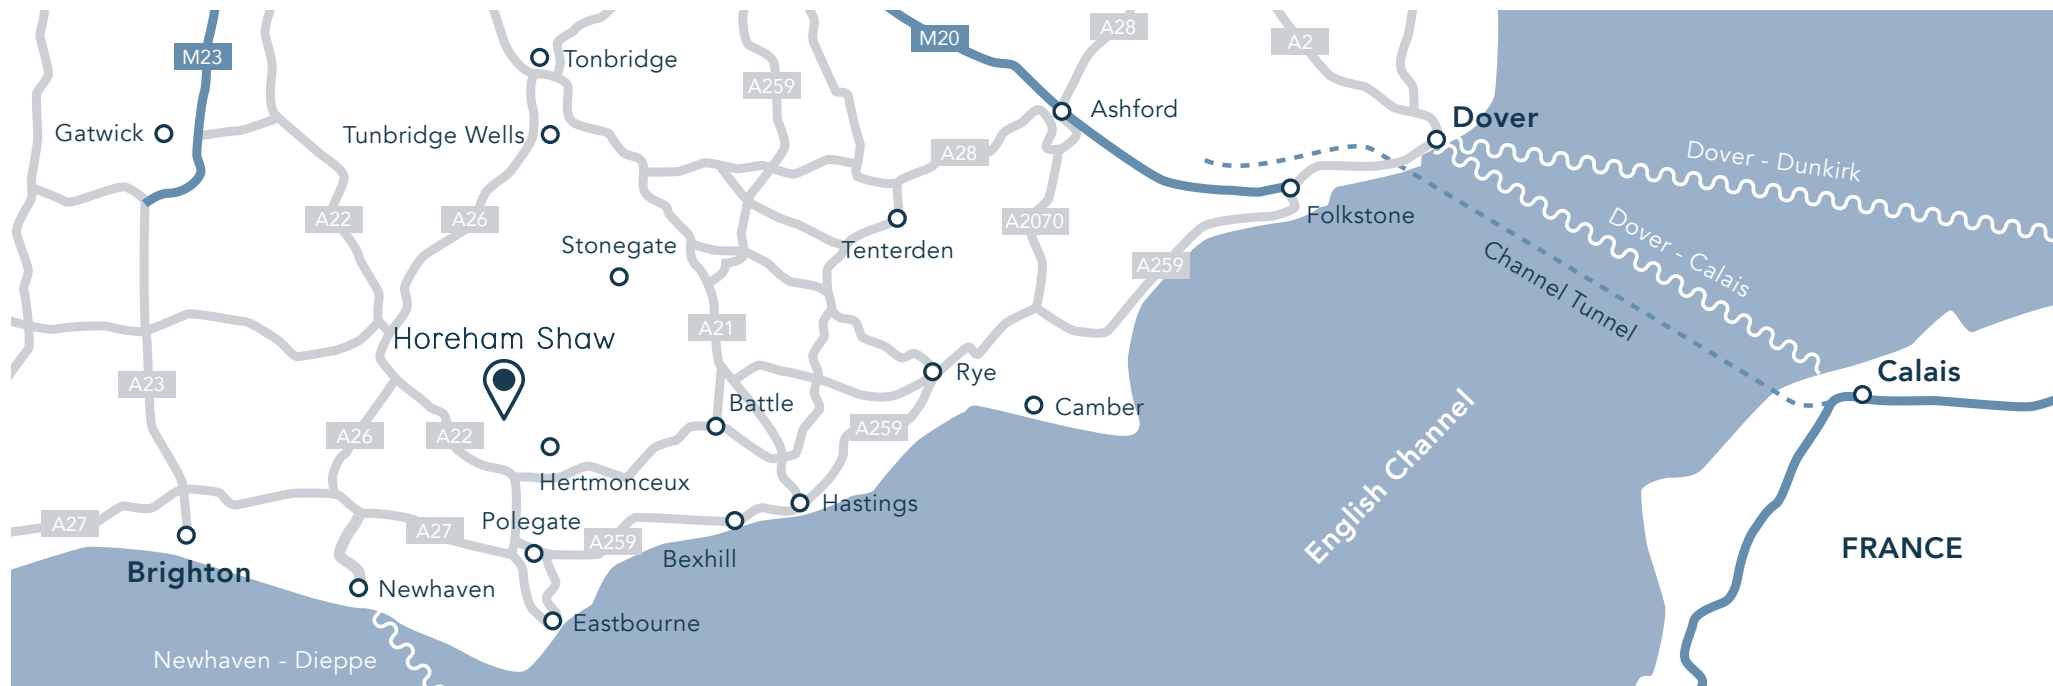 M23
M20
A28
A2
Tonbridge
A259
Ashford
Dover
Gatwick
Tunbridge Wells
A28
Dover - Dunkirk
A22
A26
A2070
Folkstone
Stonegate
Tenterden
Dover - Calais
A259
Channel Tunnel
A21
Horeham Shaw
Rye
Calais
A23
Battle
Camber
A26
A22
A259
English Channel
Hertmonceux
Hastings
A27
Polegate
A27
A259
FRANCE
Bexhill
Brighton
Newhaven
Eastbourne
Newhaven - Dieppe